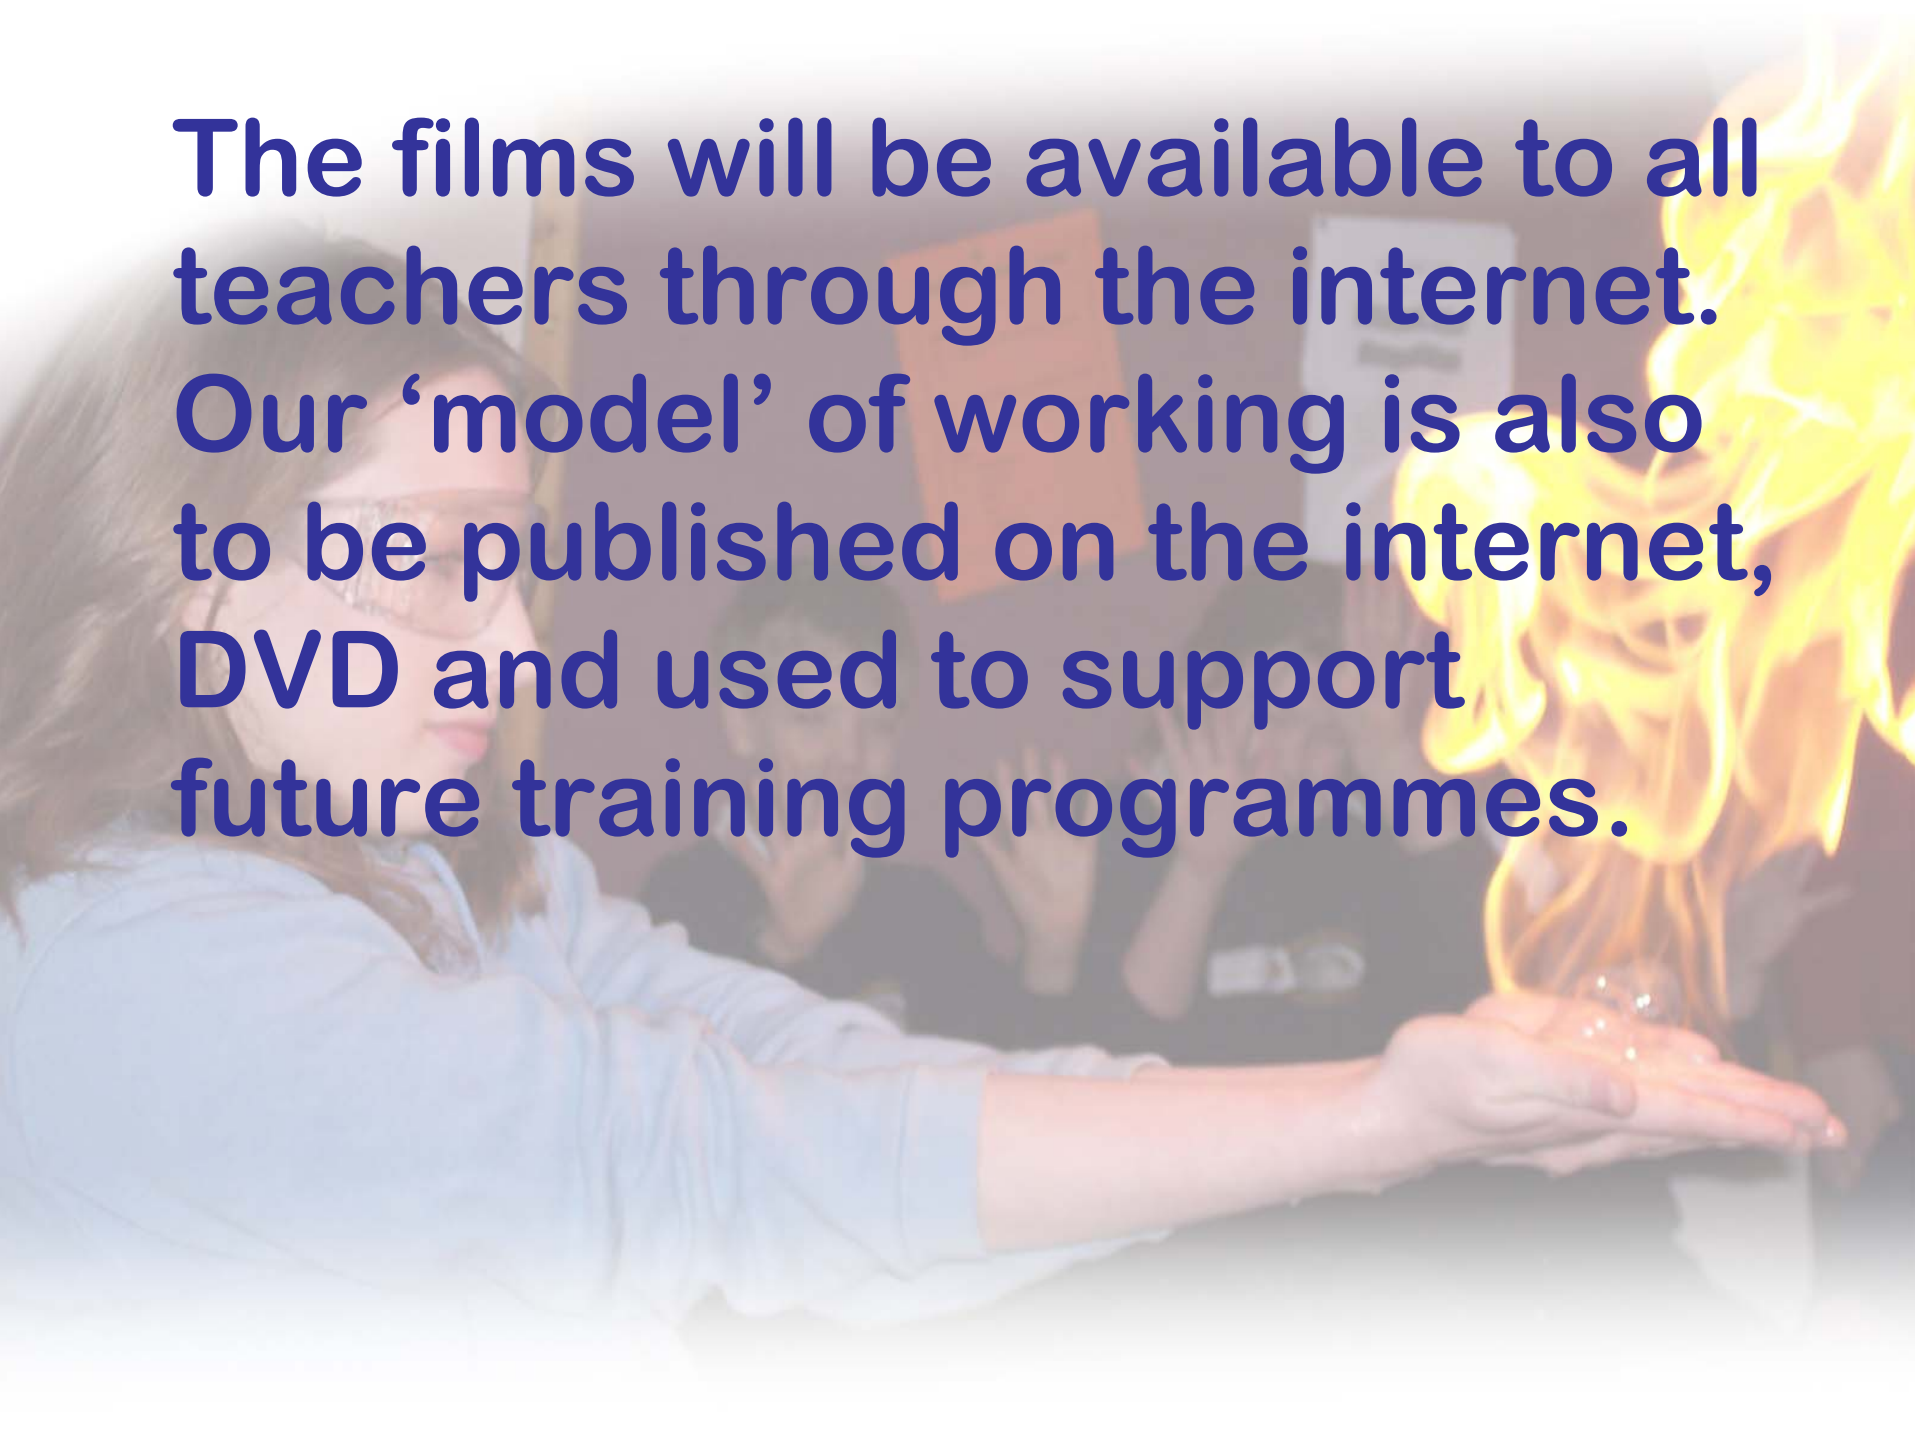 The films will be available to all
teachers through the internet.
Our ‘model’ of working is also
to be published on the internet,
DVD and used to support
future training programmes.